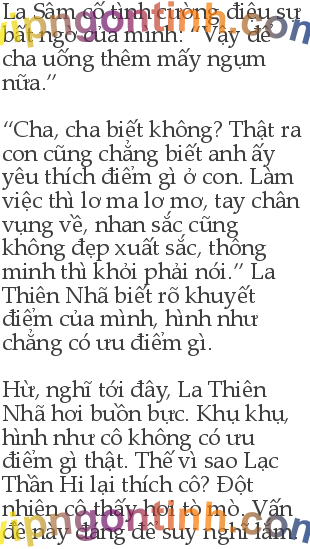 La Sâm cố tình cường điệu sự
bất ngờ của mình. “Vậy để
cha uống thêm mấy ngụm
nữa.”
“Cha, cha biết không? Thật ra
con cũng chẳng biết anh ấy
yêu thích điểm gì ở con. Làm
việc thì lơ ma lơ mơ, tay chân
vụng về, nhan sắc cũng
không đẹp xuất sắc, thông
minh thì khỏi phải nói.” La
Thiên Nhã biết rõ khuyết
điểm của mình, hình như
chẳng có ưu điểm gì.
Hừ, nghĩ tới đây, La Thiên
Nhã hơi buồn bực. Khụ khụ,
hình như cô không có ưu
điểm gì thật. Thế vì sao Lạc
Thần Hi lại thích cô? Đột
nhiên cô thấy hơi tò mò. Vấn
đề này đáng để suy nghĩ lắm
vipngontinh.com
vipngontinh.com